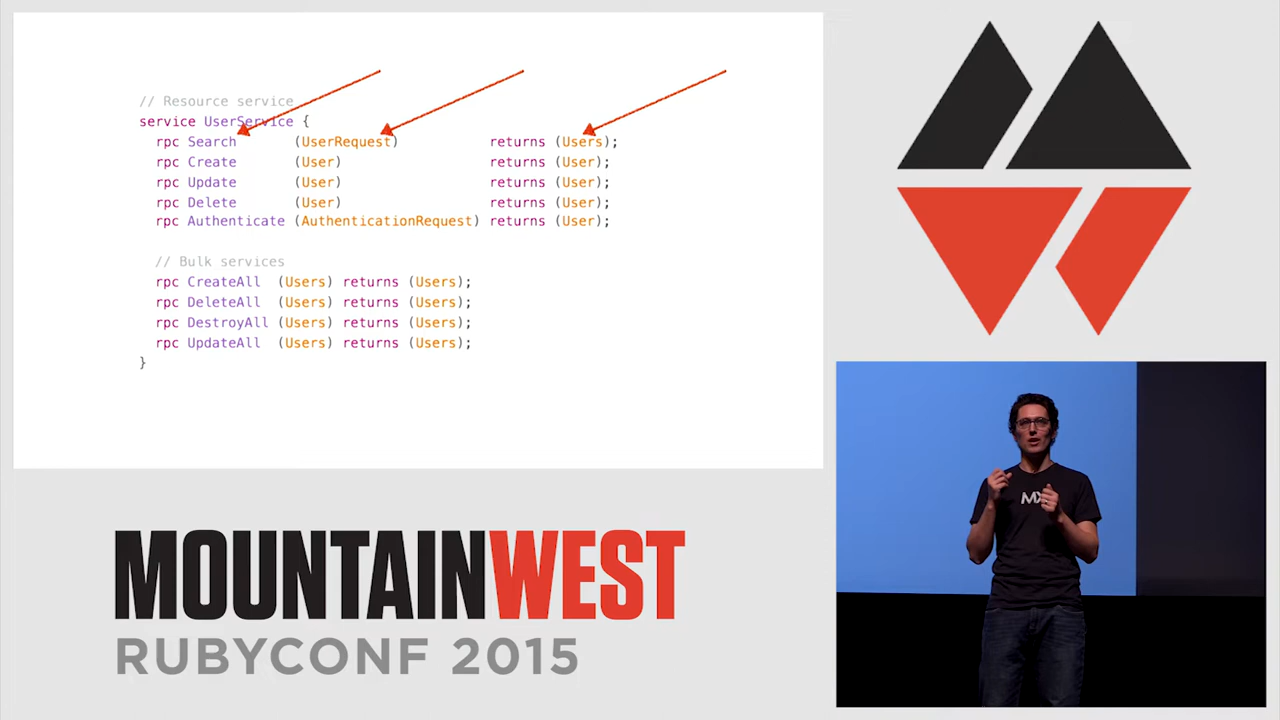 // Resource service
service UserService {
rpc Search (UserRequest) returns (Users);
rpc Create (User) returns (User);
rpc Update (User) returns (User);
rpc Delete (User) returns (User);
rpc Authenticate (AuthenticationRequest) returns (User);
// Bulk services
rpc CreateAll (Users) returns (Users);
rpc DeleteAll (Users) returns (Users);
rpc DestroyAll (Users) returns (Users);
rpc UpdateAll (Users) returns (Users);
}
MX
MOUNTAINWEST
RUBYCONF 2015